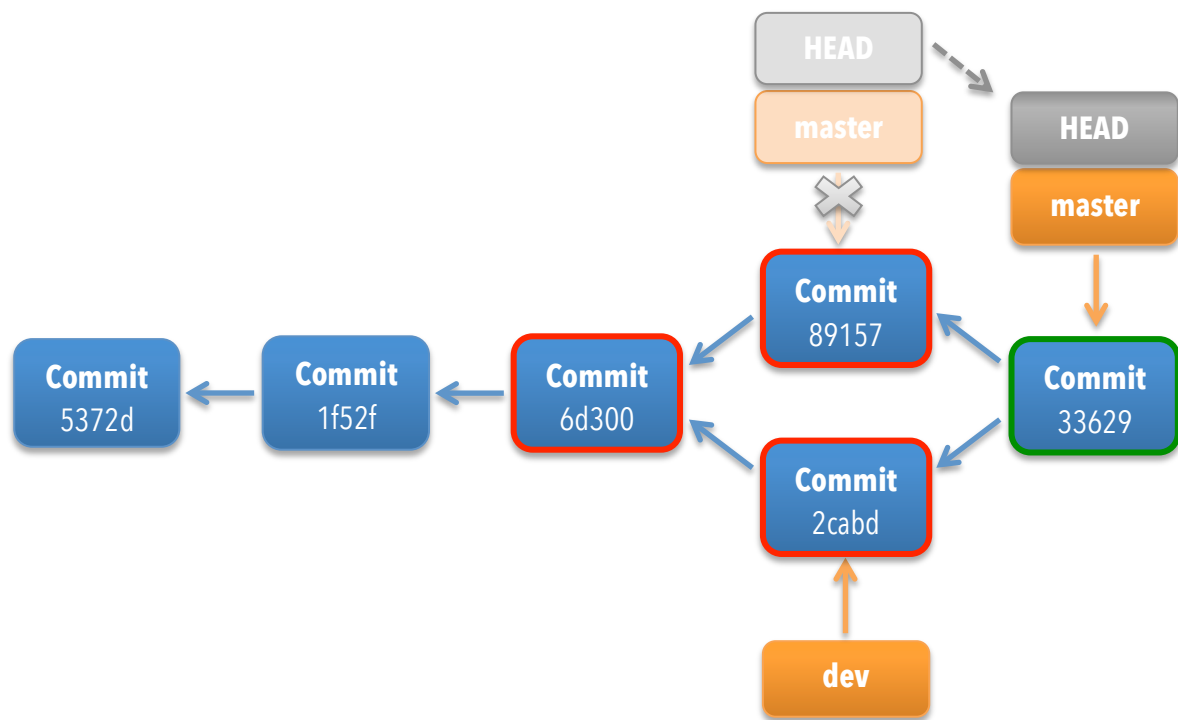 HEAD
master
HEAD
master
Commit
89157
Commit
5372d
Commit
1f52f
Commit
6d300
Commit
33629
Commit
2cabd
dev